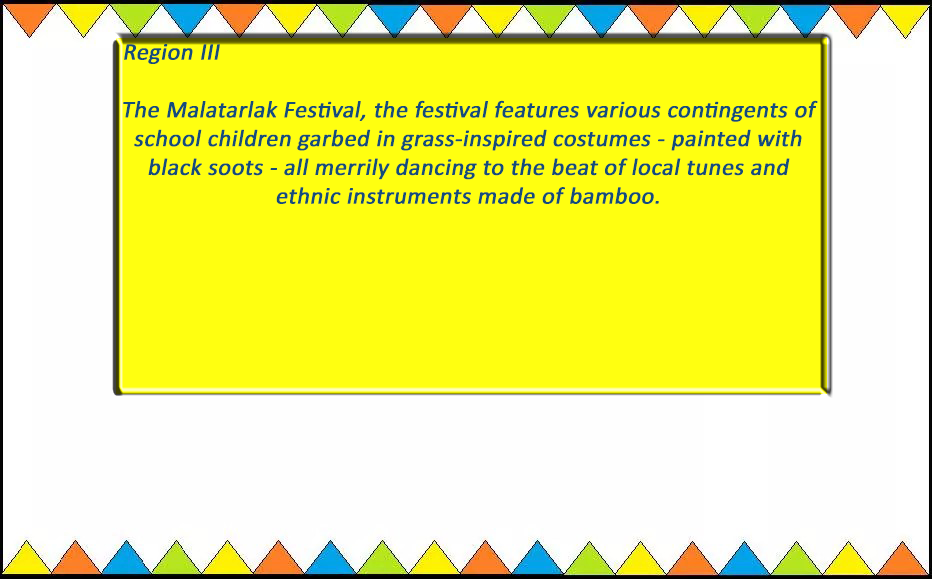 Region III
The Malatarlak Festival, the festival features various contingents of
school children garbed in grass-inspired costumes - painted with
black soots - all merrily dancing to the beat of local tunes and
ethnic instruments made of bamboo.